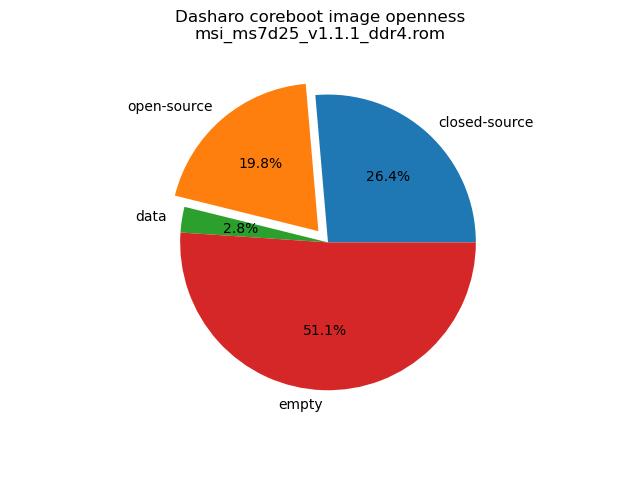 Dasharo coreboot image openness
msi_ms7d25_v1.1.1_ddr4.rom
open-source
closed-source
19.8%
26.4%
data
2.8%
51.1%
empty